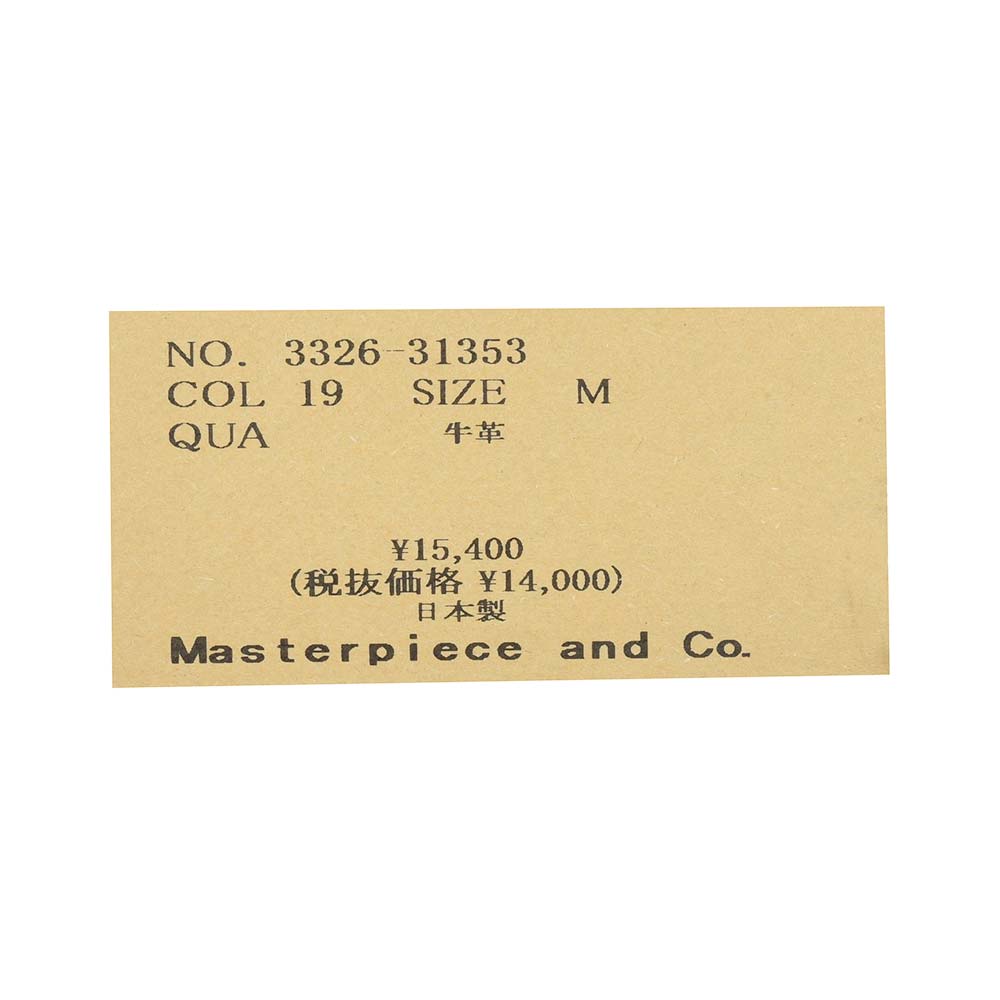 NO. 3326-31353
COL 19 SIZE M
QUA 牛革
¥15,400
(税抜価格 ¥14,000)
日本製
Masterpiece and Co.